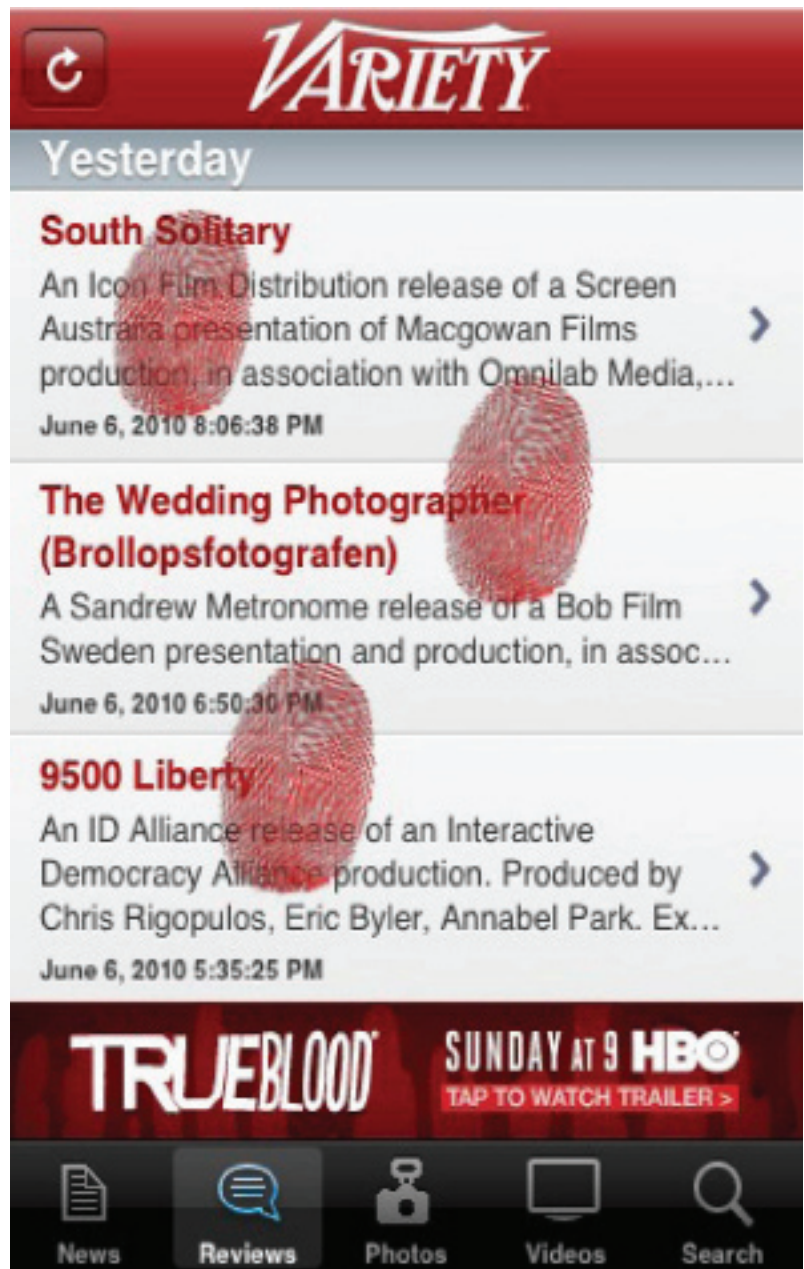 VARIETY
Yesterday
South Solitary
An Icon Film Distribution release of a Screen
Australia presentation of Macgowan Films
production, in association with Omnilab Media,...
June 6, 2010 8:06:38 PM
The Wedding Photographer
(Brollopsfotografen)
A Sandrew Metronome release of a Bob Film
Sweden presentation and production, in assoc...
June 6, 2010 6:50:30 PM
9500 Liberty
An ID Alliance release of an Interactive
Democracy Alliance production. Produced by
Chris Rigopulos, Eric Byler, Annabel Park. Ex...
June 6, 2010 5:35:25 PM
TRUEBLOOD SUNDAY AT 9 HBO
TAP TO WATCH TRAILER >
News Reviews Photos Videos Search